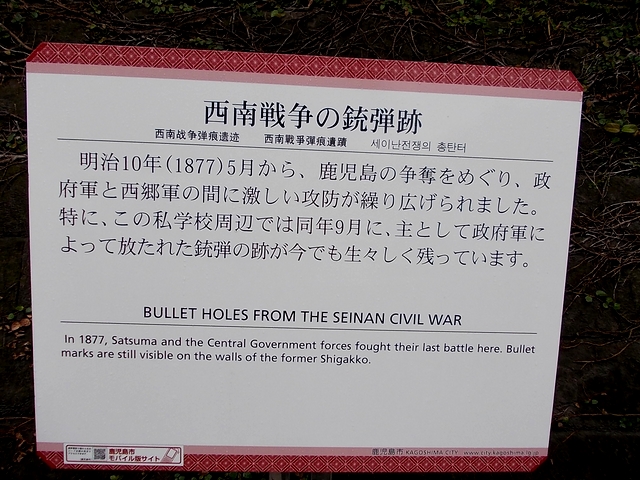 西南戦争の銃弾跡
西南战争弹痕遗迹 西南戰爭彈痕遺蹟 세이난전쟁의 총탄터
明治10年(1877)5月から、鹿児島の争奪をめぐり、政
府軍と西郷軍の間に激しい攻防が繰り広げられました。
特に、この私学校周辺では同年9月に、主として政府軍に
よって放たれた銃弾の跡が今でも生々しく残っています。
BULLET HOLES FROM THE SEINAN CIVIL WAR
In 1877, Satsuma and the Central Government forces fought their last battle here. Bullet
marks are still visible on the walls of the former Shigakko.
鹿児島市
モバイル版サイト
鹿児島市 KAGOSHIMA CITY www.city.kagoshima.lg.jp